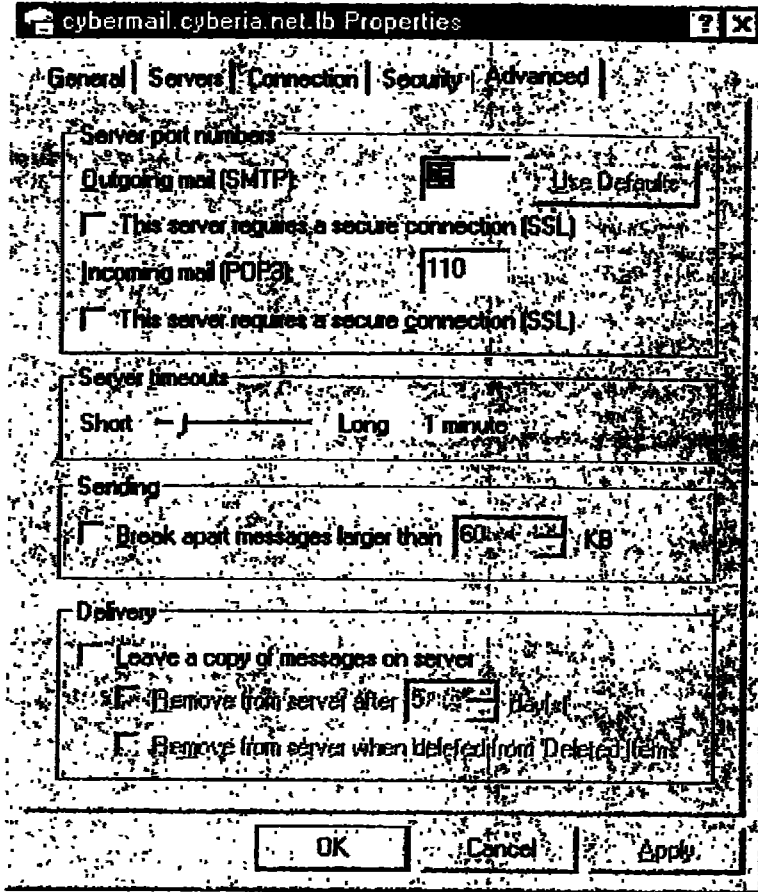 cybermail.cyberia.net.lb Properties ? X
General Servers Connection Security Advanced
Server port numbers
Outgoing mail (SMTP): Use Defaults
This server requires a secure connection (SSL)
Incoming mail (POP3): 110
This server requires a secure connection (SSL)
Server timeouts
Short Long 1 minute
Sending
Break apart messages larger than 60 KB
Delivery
Leave a copy of messages on server
Remove from server after 5 day(s)
Remove from server when deleted from 'Deleted Items'
OK Cancel Apply